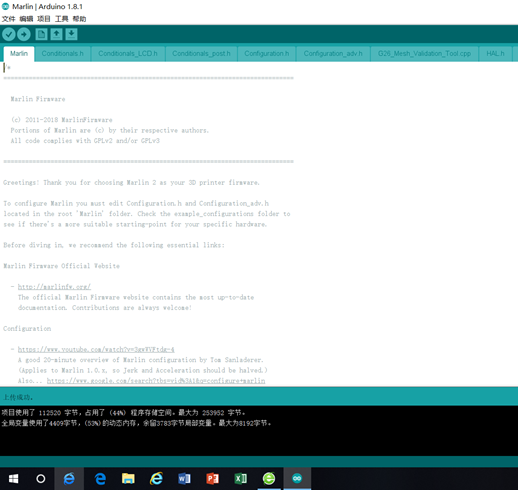 Marlin | Arduino 1.8.1
文件 编辑 项目 工具 帮助
Marlin Conditionals.h Conditionals_LCD.h Conditionals_post.h Configuration.h Configuration_adv.h G26_Mesh_Validation_Tool.cpp HAL.h
/*
================================================================================
Marlin Firmware
(c) 2011-2018 MarlinFirmware
Portions of Marlin are (c) by their respective authors.
All code complies with GPLv2 and/or GPLv3
================================================================================
Greetings! Thank you for choosing Marlin 2 as your 3D printer firmware.
To configure Marlin you must edit Configuration.h and Configuration_adv.h
located in the root 'Marlin' folder. Check the example_configurations folder to
see if there's a more suitable starting-point for your specific hardware.
Before diving in, we recommend the following essential links:
Marlin Firmware Official Website
- http://marlinfw.org/
The official Marlin Firmware website contains the most up-to-date
documentation. Contributions are always welcome!
Configuration
- https://www.youtube.com/watch?v=3gwWVFtdg-4
A good 20-minute overview of Marlin configuration by Tom Sanladerer.
(Applies to Marlin 1.0.x, so Jerk and Acceleration should be halved.)
Also... https://www.google.com/search?tbs=vid%3A1&q=configure+marlin
上传成功。
项目使用了 112520 字节，占用了 (44%) 程序存储空间。最大为 253952 字节。
全局变量使用了4409字节，(53%)的动态内存，余留3783字节局部变量。最大为8192字节。